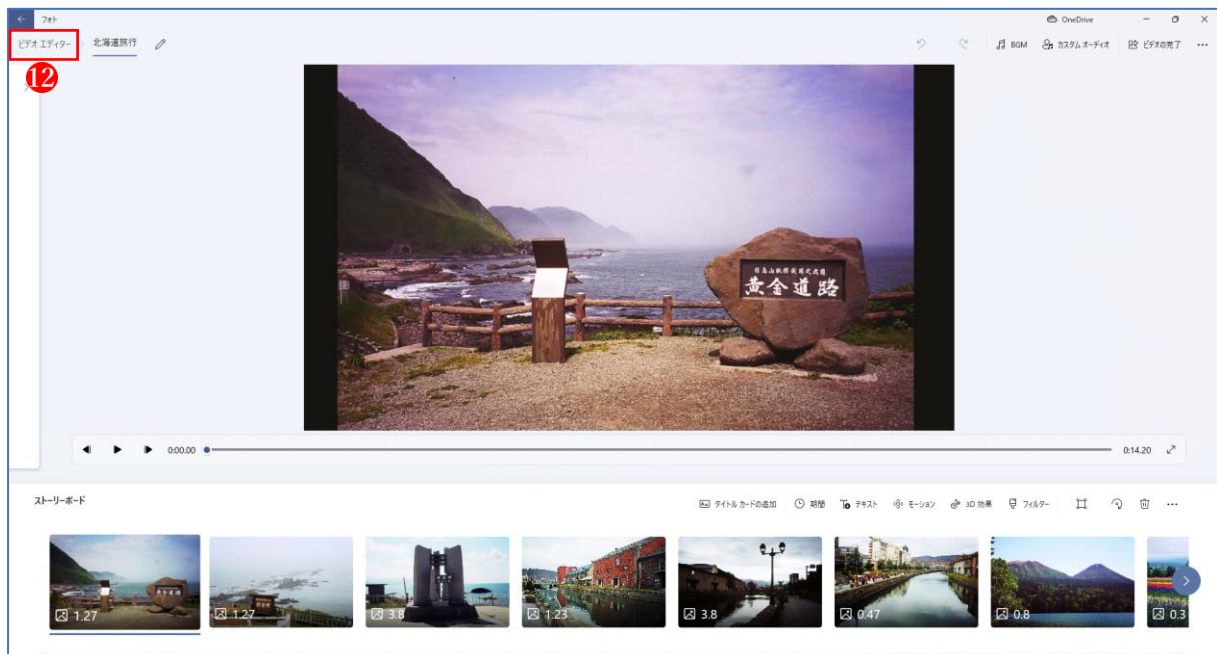 フォト
OneDrive
ビデオ エディター
北海道旅行
BGM
カスタム オーディオ
ビデオの完了
⑫
黄金道路
0:00.00
0:14.20
ストーリーボード
タイトル カードの追加
期間
テキスト
モーション
3D 効果
フィルター
1.27
1.27
3.8
1.23
3.8
0.47
0.8
0.3